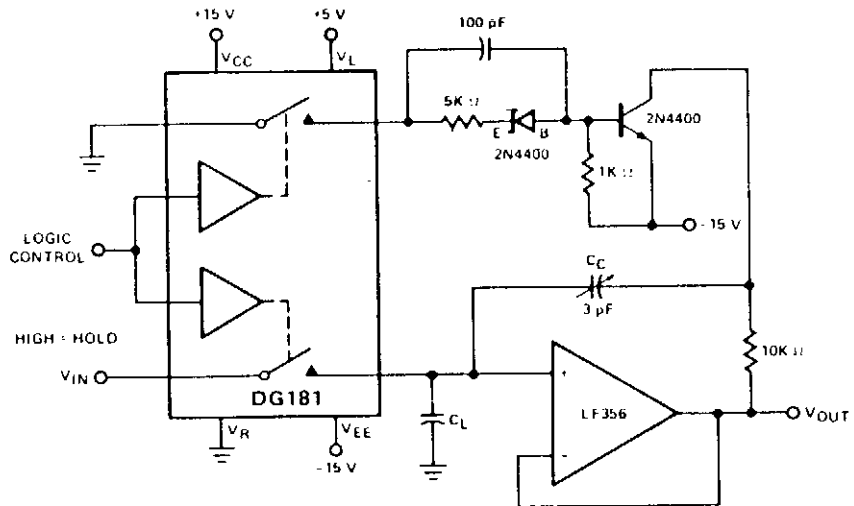 +15 V
+5 V
VCC
VL
100 pF
5K Ω
E
B
2N4400
2N4400
1K Ω
-15 V
LOGIC
CONTROL
HIGH = HOLD
VIN
DG181
VR
VEE
-15 V
CL
CC
3 pF
+
LF356
-
10K Ω
VOUT